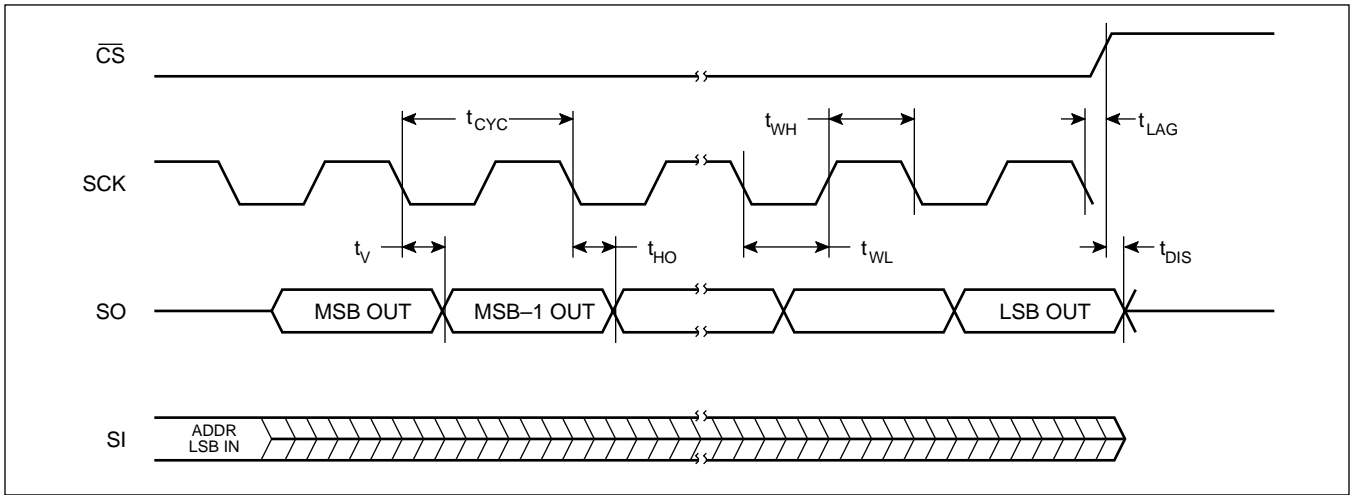 C̅S̅
t_CYC
t_WH
t_LAG
SCK
t_V
t_HO
t_WL
t_DIS
SO
MSB OUT
MSB–1 OUT
LSB OUT
SI
ADDR
LSB IN